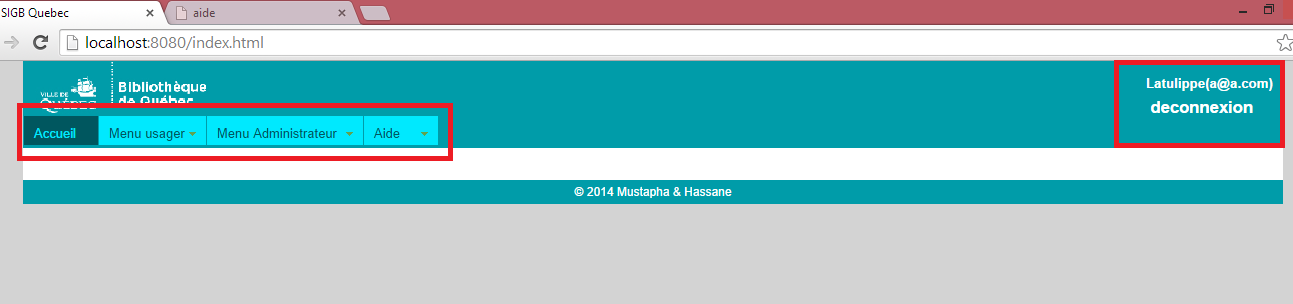 SIGB Quebec
aide
localhost:8080/index.html
VILLE DE
QUÉBEC
Bibliothèque
de Québec
Latulippe(a@a.com)
deconnexion
Accueil
Menu usager
Menu Administrateur
Aide
© 2014 Mustapha & Hassane